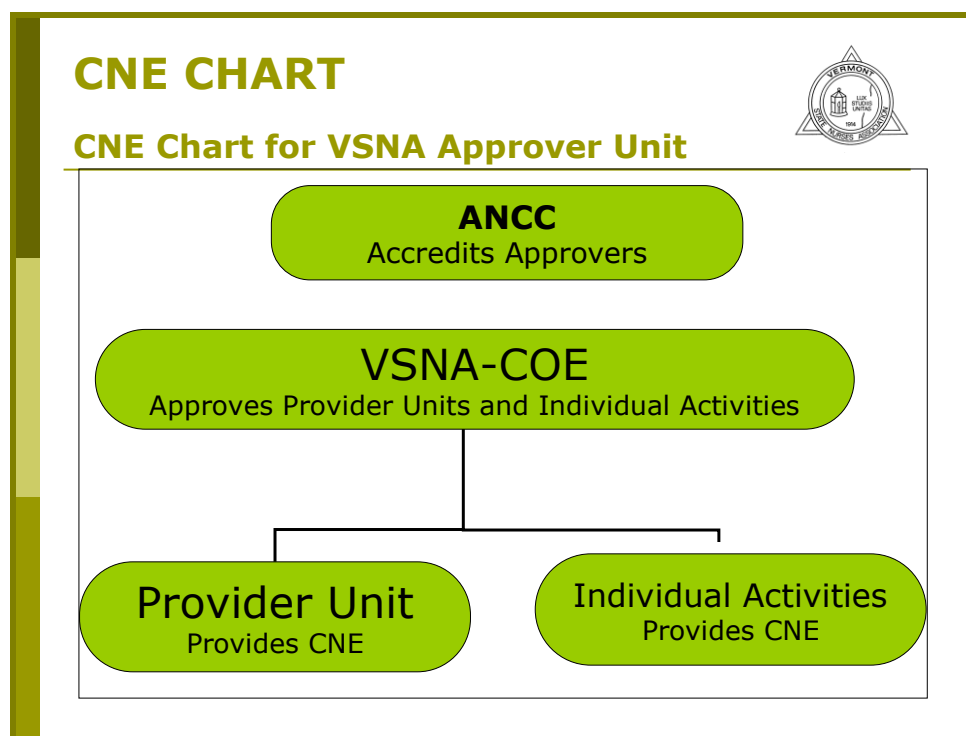 CNE CHART
CNE Chart for VSNA Approver Unit
VERMONT
STATE NURSES ASSOCIATION
LUX
STUDIIS
UNITAS
1914
ANCC
Accredits Approvers
VSNA-COE
Approves Provider Units and Individual Activities
Provider Unit
Provides CNE
Individual Activities
Provides CNE